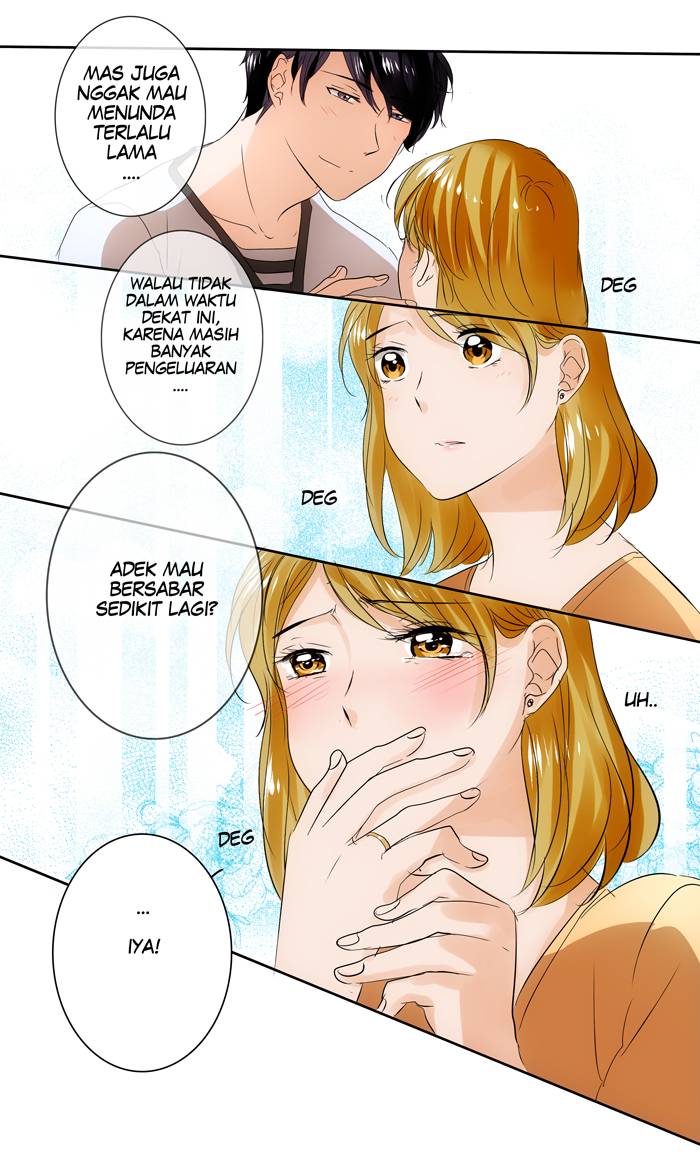 MAS JUGA
NGGAK MAU
MENUNDA
TERLALU
LAMA
....
DEG
WALAU TIDAK
DALAM WAKTU
DEKAT INI,
KARENA MASIH
BANYAK
PENGELUARAN
....
DEG
ADEK MAU
BERSABAR
SEDIKIT LAGI?
UH..
DEG
...
IYA!